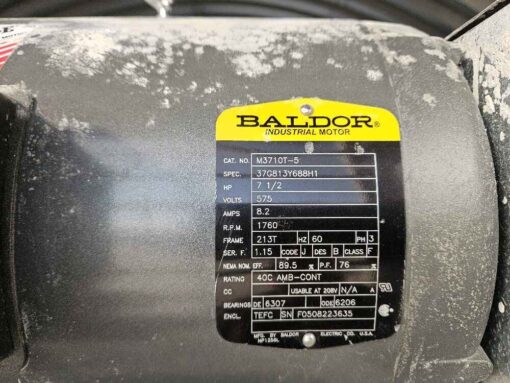 BALDOR®
INDUSTRIAL MOTOR
CAT. NO. M3710T-5
SPEC. 37G813Y688H1
HP 7 1/2
VOLTS 575
AMPS 8.2
R.P.M. 1760
FRAME 213T HZ 60 PH 3
SER. F. 1.15 CODE J DES B CLASS F
NEMA NOM. EFF. 89.5 % P.F. 76 %
RATING 40C AMB-CONT
CC USABLE AT 208V N/A A
BEARINGS DE 6307 ODE 6206
ENCL. TEFC SN F0508223635
MFG. BY BALDOR ELECTRIC CO. U.S.A.